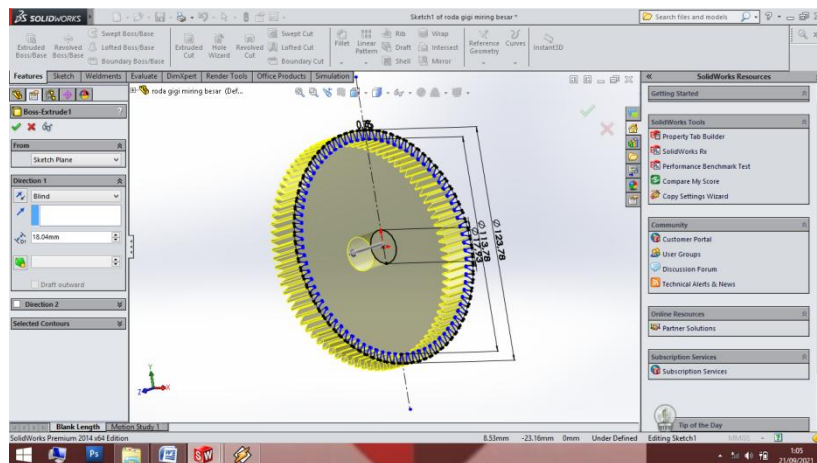 SOLIDWORKS
Sketch1 of roda gigi miring besar *
Search files and models
Extruded Boss/Base
Revolved Boss/Base
Swept Boss/Base
Lofted Boss/Base
Boundary Boss/Base
Extruded Cut
Hole Wizard
Revolved Cut
Swept Cut
Lofted Cut
Boundary Cut
Fillet
Linear Pattern
Rib
Draft
Shell
Wrap
Intersect
Mirror
Reference Geometry
Curves
Instant3D
Features
Sketch
Weldments
Evaluate
DimXpert
Render Tools
Office Products
Simulation
roda gigi miring besar (Def...
Boss-Extrude1
From
Sketch Plane
Direction 1
Blind
18.04mm
Draft outward
Direction 2
Selected Contours
Ø123.78
Ø113.78
Y
X
Z
SolidWorks Resources
Getting Started
SolidWorks Tools
Property Tab Builder
SolidWorks Rx
Performance Benchmark Test
Compare My Score
Copy Settings Wizard
Community
Customer Portal
User Groups
Discussion Forum
Technical Alerts & News
Online Resources
Partner Solutions
Subscription Services
Subscription Services
Tip of the Day
Blank Length
Motion Study 1
SolidWorks Premium 2014 x64 Edition
8.53mm -23.16mm 0mm Under Defined Editing Sketch1 MMGS
1:05
21/09/2021